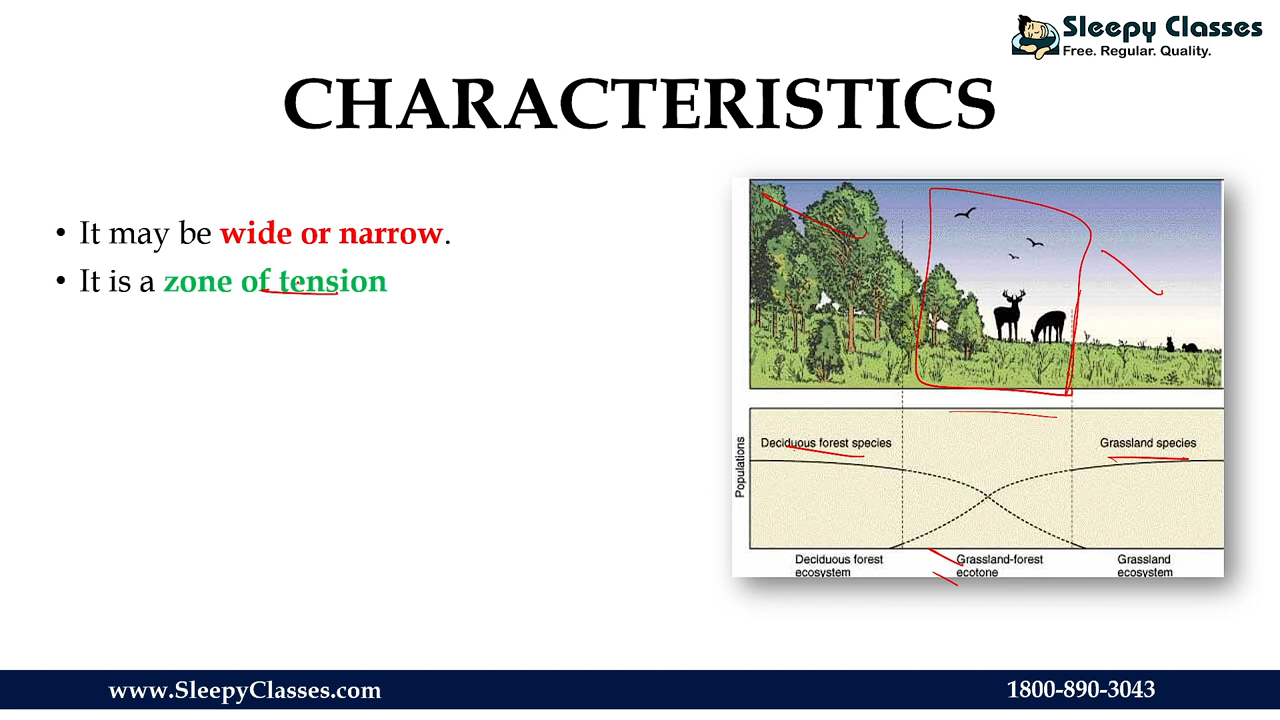 Sleepy Classes
Free. Regular. Quality.
CHARACTERISTICS
• It may be wide or narrow.
• It is a zone of tension
Populations
Deciduous forest species
Grassland species
Deciduous forest
ecosystem
Grassland-forest
ecotone
Grassland
ecosystem
www.SleepyClasses.com
1800-890-3043